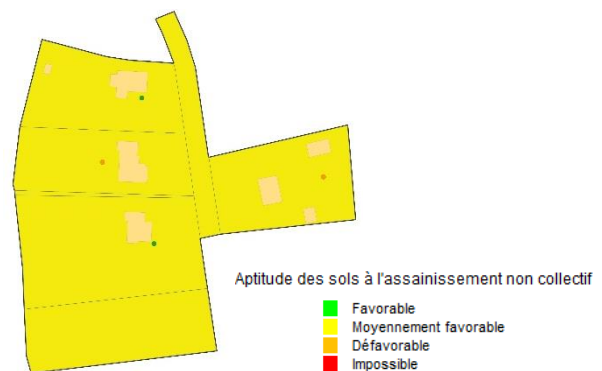 Aptitude des sols à l'assainissement non collectif
Favorable
Moyennement favorable
Défavorable
Impossible